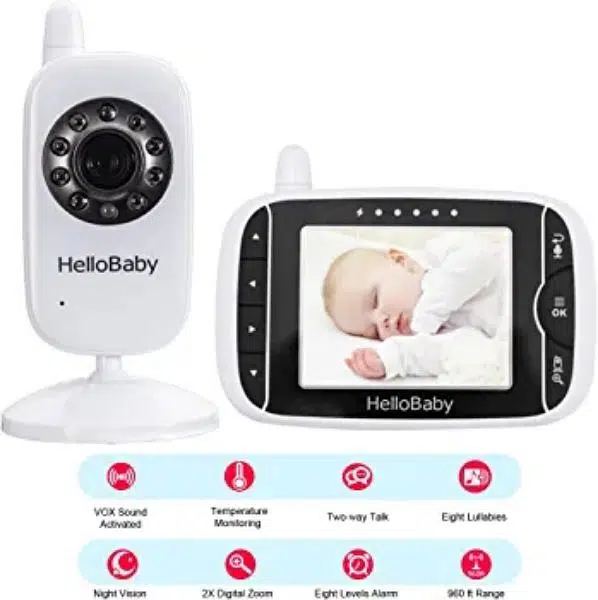 HelloBaby
OK
HelloBaby
VOX Sound
Activated
Temperature
Monitoring
Two-way Talk
Eight Lullabies
Night Vision
2X Digital Zoom
Eight Levels Alarm
960 ft Range